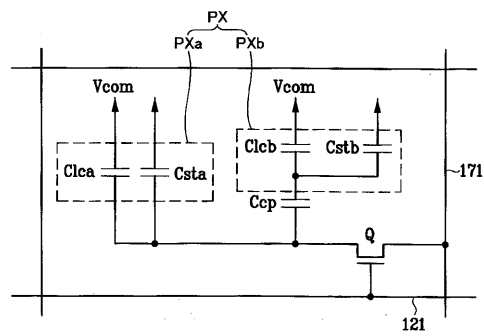 PX
PXa PXb
Vcom Vcom
Clcb Cstb
Clca Csta
Ccp
171
Q
121